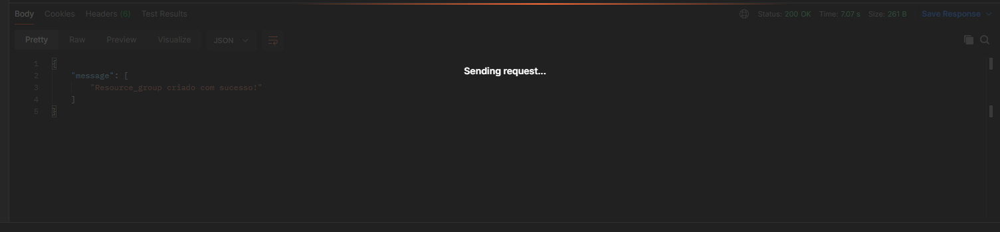 Body Cookies Headers (6) Test Results Status: 200 OK Time: 7.07 s Size: 261 B Save Response
Pretty Raw Preview Visualize JSON
Sending request...
1 {
2 "message": [
3 "Resource_group criado com sucesso!"
4 ]
5 }